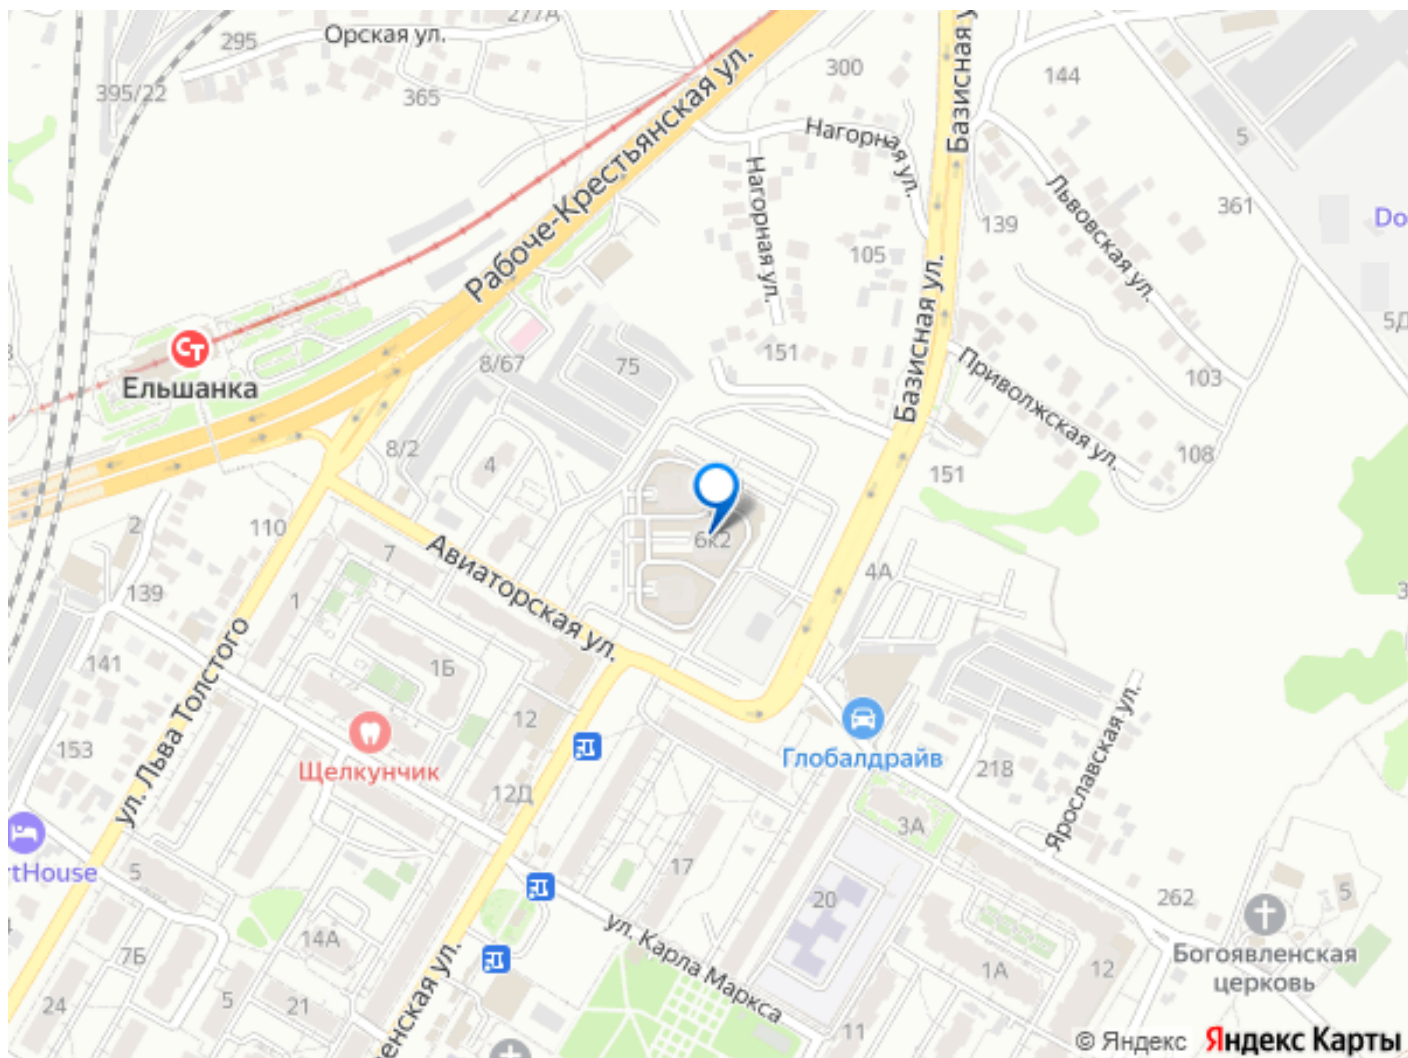 277А
Орская ул.
295
395/22
365
300
144
Базисная у
5
Рабоче-Крестьянская ул.
Нагорная ул.
Нагорная ул.
Львовская ул.
361
139
Do
105
Базисная ул.
5Д
Ельшанка
8/67
75
151
Приволжская ул.
103
8/2
4
151
108
2
110
7
Авиаторская ул.
6к2
4А
139
1
141
1Б
ул. Льва Толстого
12
Щелкунчик
153
12Д
Глобалдрайв
218
Ярославская ул.
3А
rtHouse
5
17
20
262
5
14А
7Б
ул. Карла Маркса
Богоявленская
церковь
1А
12
24
5
21
енская ул.
11
© Яндекс Яндекс Карты